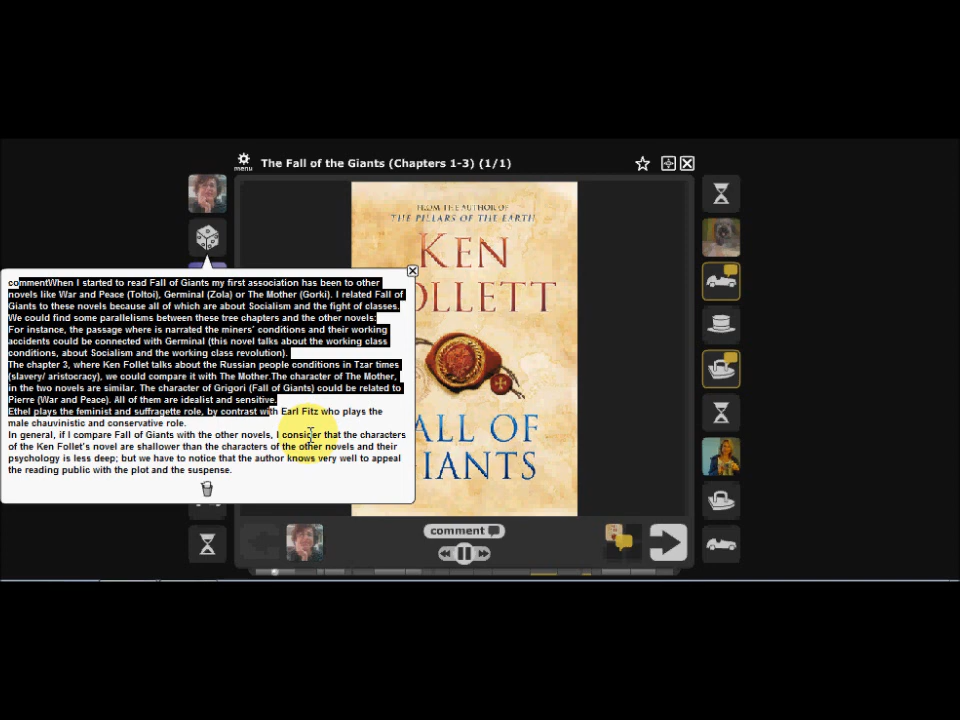 menu
The Fall of the Giants (Chapters 1-3) (1/1)
commentWhen I started to read Fall of Giants my first association has been to other
novels like War and Peace (Toltoi), Germinal (Zola) or The Mother (Gorki). I related Fall of
Giants to these novels because all of which are about Socialism and the fight of classes.
We could find some parallelisms between these tree chapters and the other novels:
For instance, the passage where is narrated the miners' conditions and their working
accidents could be connected with Germinal (this novel talks about the working class
conditions, about Socialism and the working class revolution).
The chapter 3, where Ken Follet talks about the Russian people conditions in Tzar times
(slavery/ aristocracy), we could compare it with The Mother.The character of The Mother,
in the two novels are similar. The character of Grigori (Fall of Giants) could be related to
Pierre (War and Peace). All of them are idealist and sensitive.
Ethel plays the feminist and suffragette role, by contrast with Earl Fitz who plays the
male chauvinistic and conservative role.
In general, if I compare Fall of Giants with the other novels, I consider that the characters
of the Ken Follet's novel are shallower than the characters of the other novels and their
psychology is less deep; but we have to notice that the author knows very well to appeal
the reading public with the plot and the suspense.
FROM THE AUTHOR OF
THE PILLARS OF THE EARTH
KEN
OLLETT
ALL OF
IANTS
comment